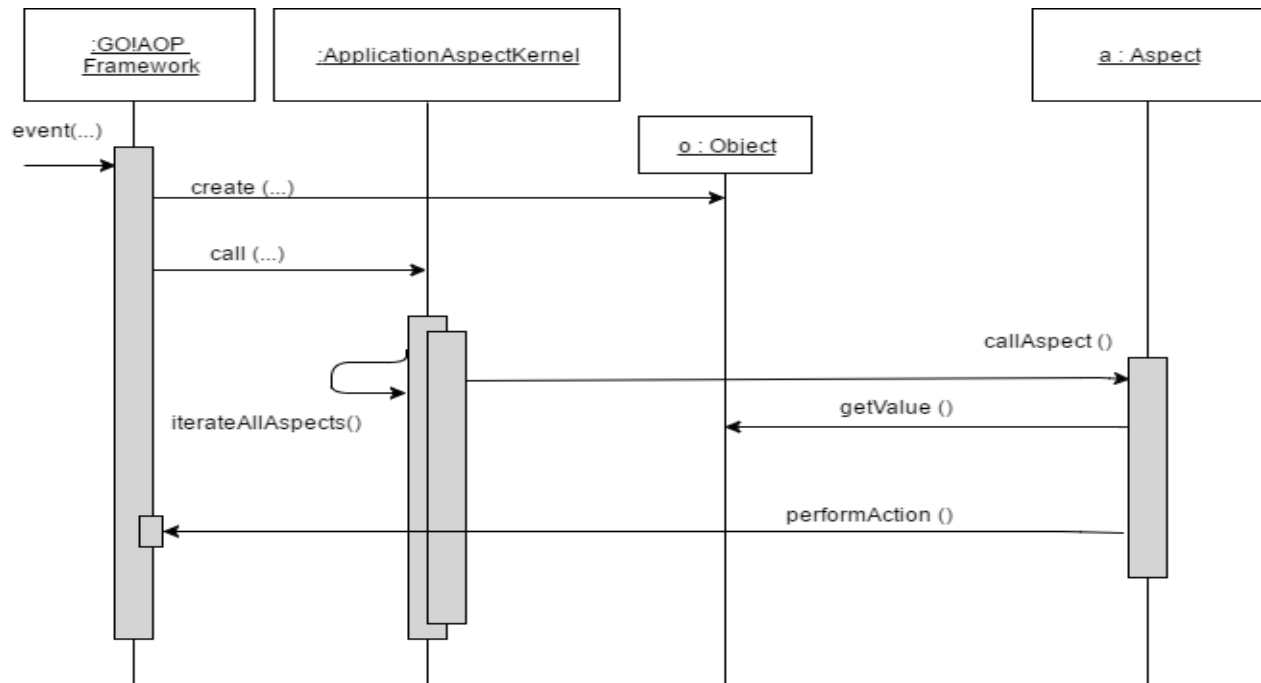 :GO!AOP
Framework
:ApplicationAspectKernel
a : Aspect
event(...)
o : Object
create (...)
call (...)
callAspect ()
getValue ()
iterateAllAspects()
performAction ()